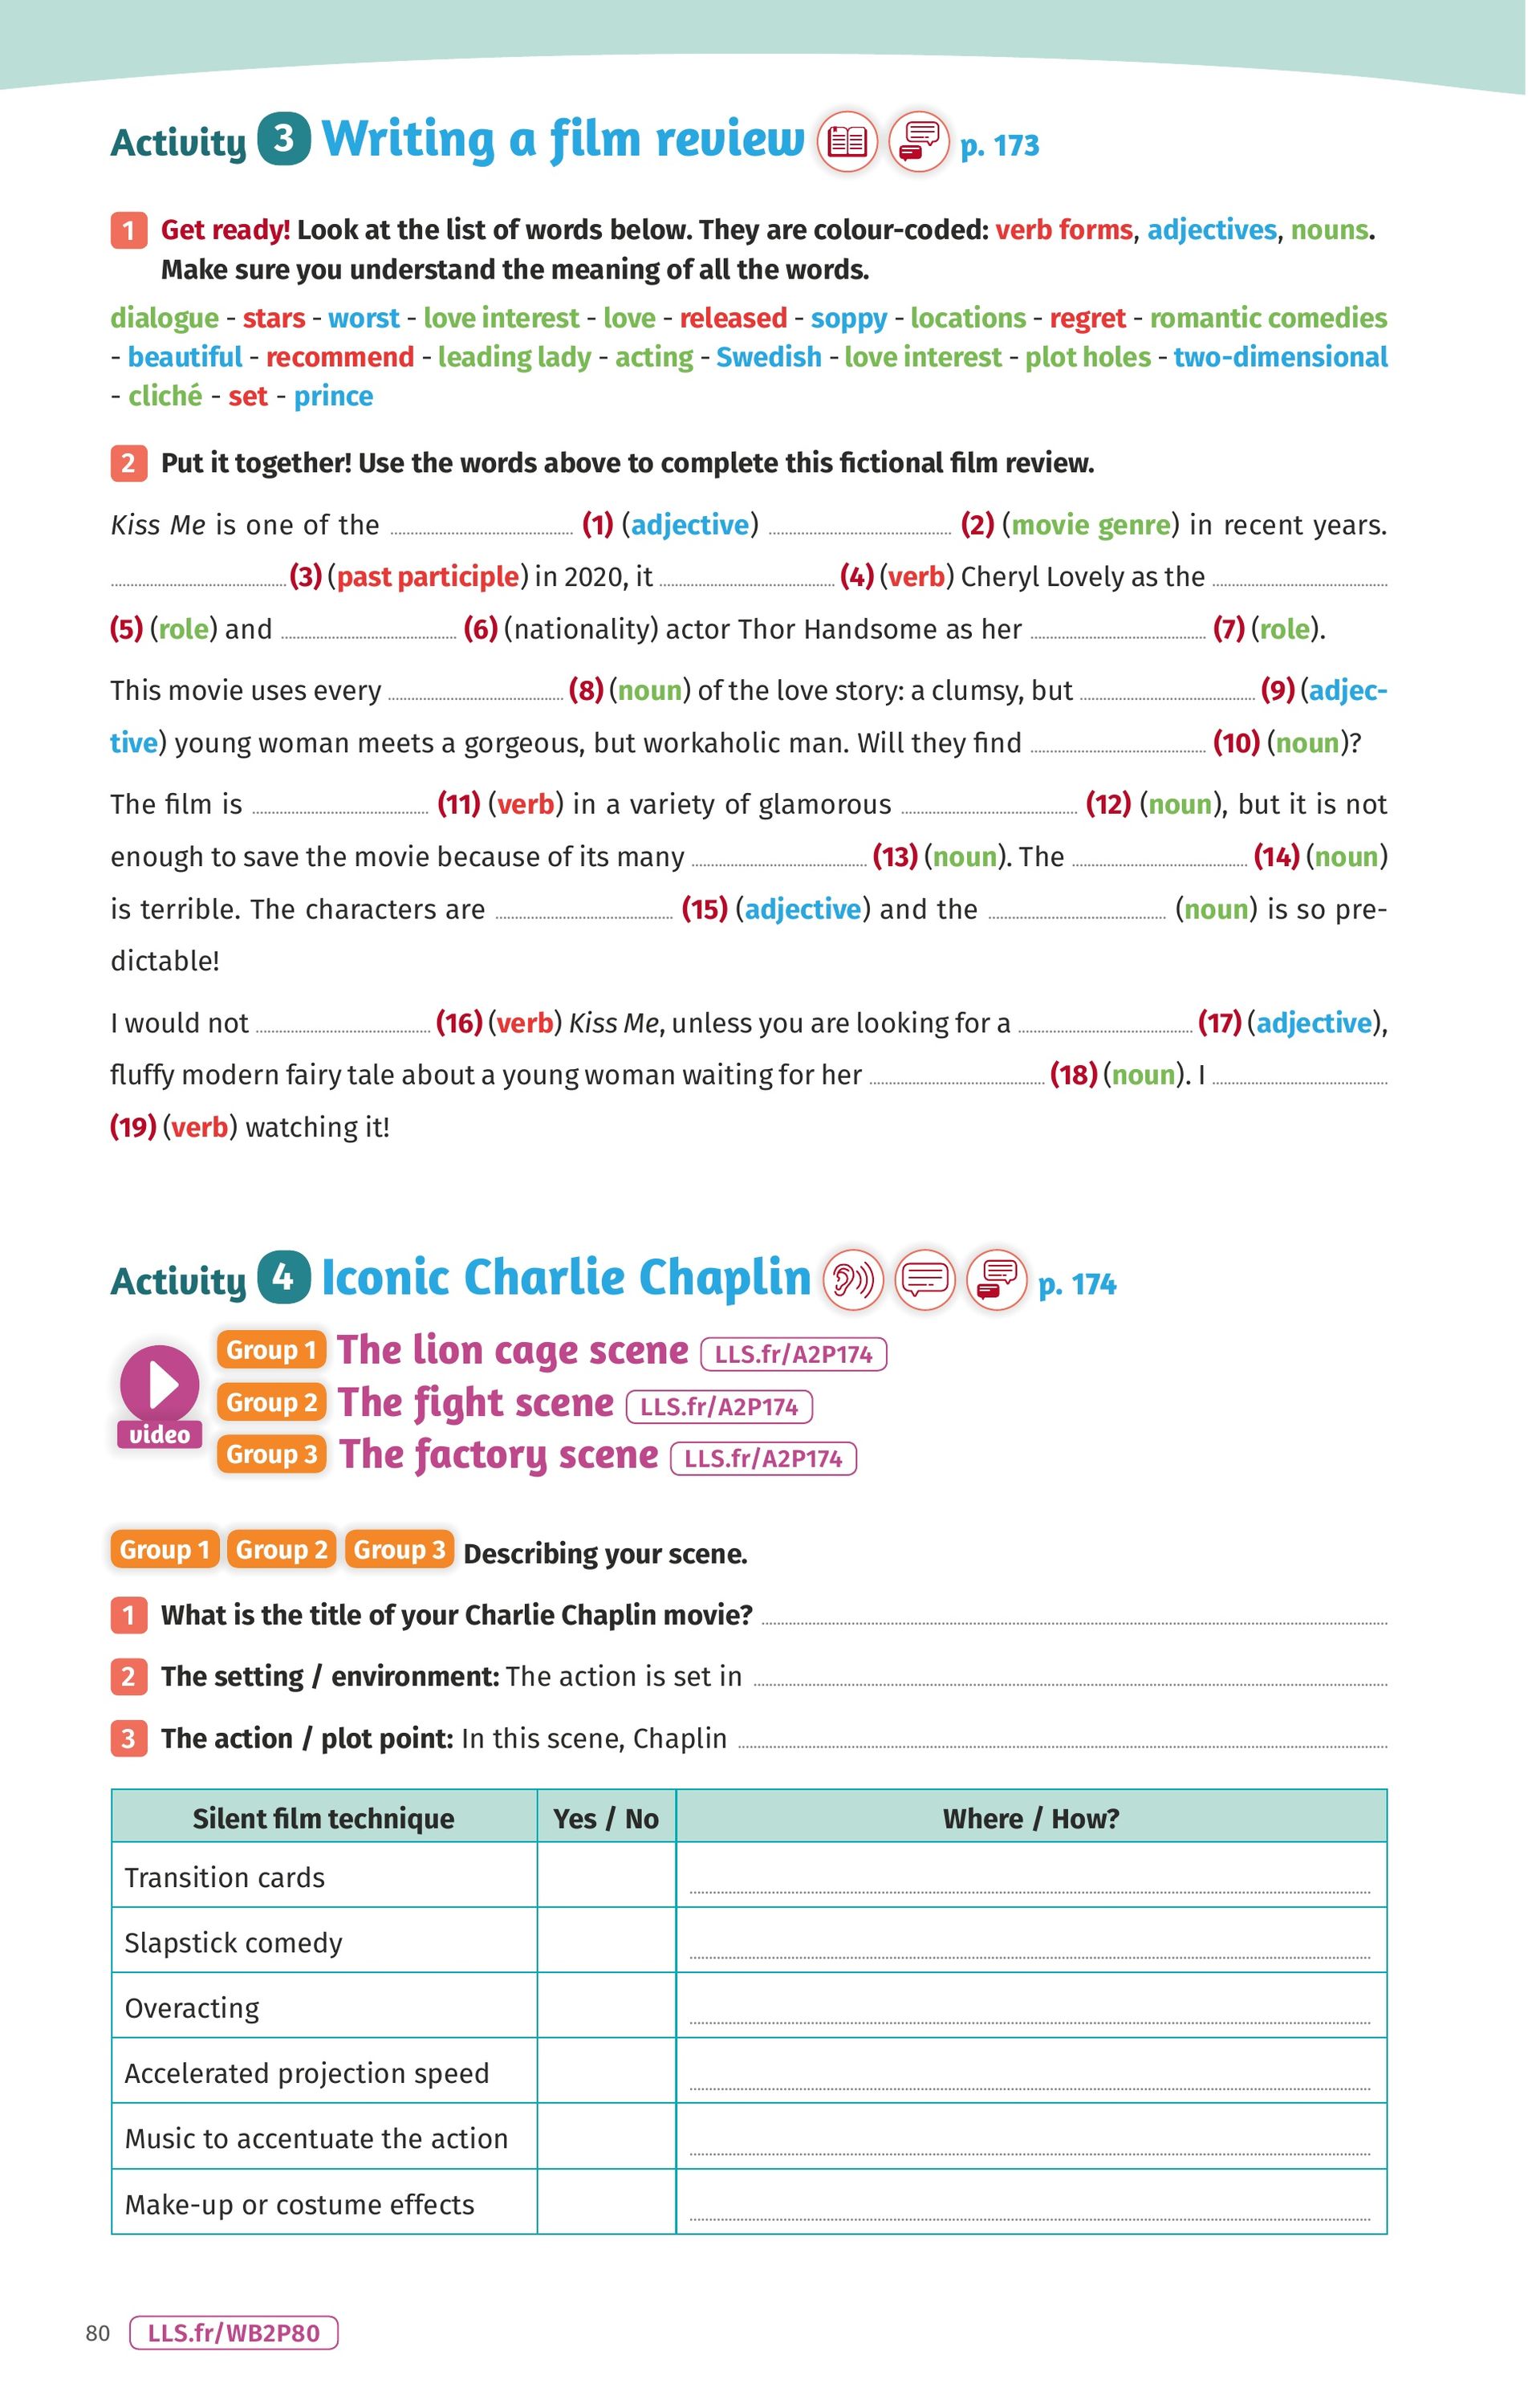 Activity 3 Writing a film review p. 173
1 Get ready! Look at the list of words below. They are colour-coded: verb forms, adjectives, nouns.
Make sure you understand the meaning of all the words.
dialogue - stars - worst - love interest - love - released - soppy - locations - regret - romantic comedies
- beautiful - recommend - leading lady - acting - Swedish - love interest - plot holes - two-dimensional
- cliché - set - prince
2 Put it together! Use the words above to complete this fictional film review.
Kiss Me is one of the ........ (1) (adjective) ........ (2) (movie genre) in recent years.
........ (3) (past participle) in 2020, it ........ (4) (verb) Cheryl Lovely as the ........
(5) (role) and ........ (6) (nationality) actor Thor Handsome as her ........ (7) (role).
This movie uses every ........ (8) (noun) of the love story: a clumsy, but ........ (9) (adjec-
tive) young woman meets a gorgeous, but workaholic man. Will they find ........ (10) (noun)?
The film is ........ (11) (verb) in a variety of glamorous ........ (12) (noun), but it is not
enough to save the movie because of its many ........ (13) (noun). The ........ (14) (noun)
is terrible. The characters are ........ (15) (adjective) and the ........ (noun) is so pre-
dictable!
I would not ........ (16) (verb) Kiss Me, unless you are looking for a ........ (17) (adjective),
fluffy modern fairy tale about a young woman waiting for her ........ (18) (noun). I ........
(19) (verb) watching it!
Activity 4 Iconic Charlie Chaplin p. 174
video
Group 1 The lion cage scene LLS.fr/A2P174
Group 2 The fight scene LLS.fr/A2P174
Group 3 The factory scene LLS.fr/A2P174
Group 1 Group 2 Group 3 Describing your scene.
1 What is the title of your Charlie Chaplin movie? ........
2 The setting / environment: The action is set in ........
3 The action / plot point: In this scene, Chaplin ........
Silent film technique Yes / No Where / How?
Transition cards
Slapstick comedy
Overacting
Accelerated projection speed
Music to accentuate the action
Make-up or costume effects
80 LLS.fr/WB2P80